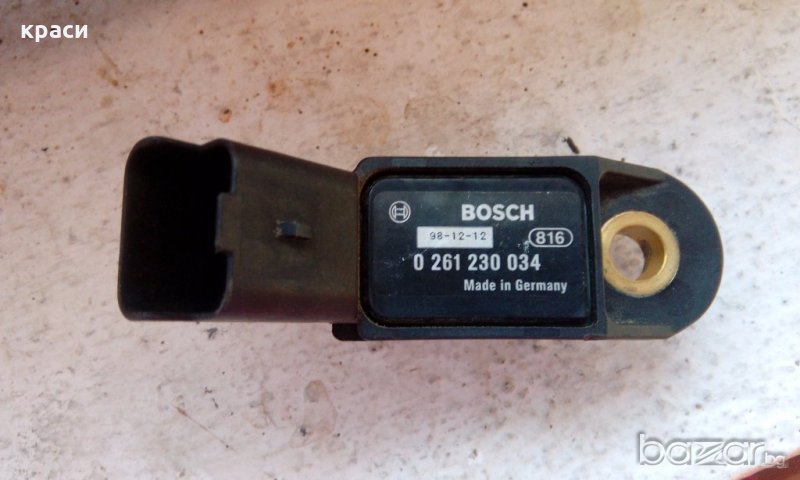 краси
BOSCH
98-12-12
816
0 261 230 034
Made in Germany
bazar.bg